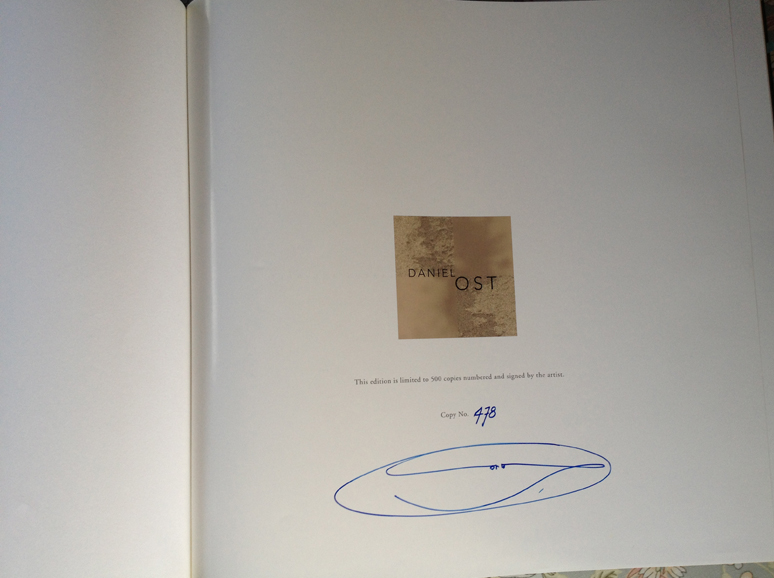 DANIEL
OST
This edition is limited to 500 copies numbered and signed by the artist.
Copy No. 478